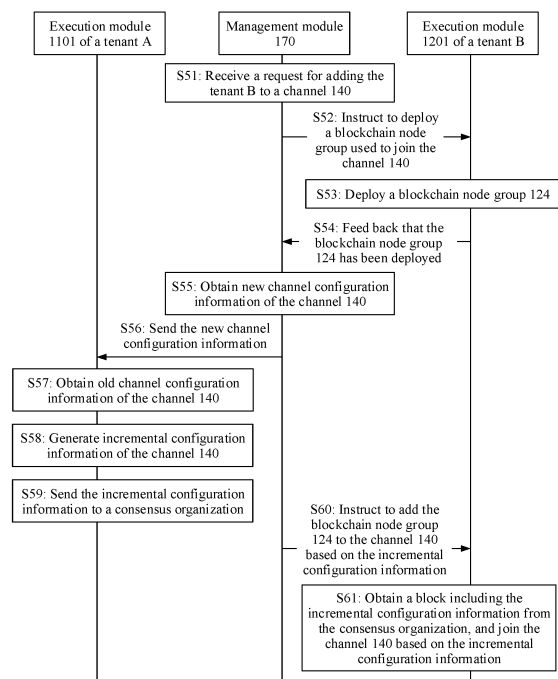 Execution module
1101 of a tenant A
Management module
170
Execution module
1201 of a tenant B
S51: Receive a request for adding the
tenant B to a channel 140
S52: Instruct to deploy
a blockchain node
group used to join the
channel 140
S53: Deploy a blockchain node group 124
S54: Feed back that the
blockchain node group
124 has been deployed
S55: Obtain new channel configuration
information of the channel 140
S56: Send the new channel
configuration information
S57: Obtain old channel configuration
information of the channel 140
S58: Generate incremental configuration
information of the channel 140
S59: Send the incremental configuration
information to a consensus organization
S60: Instruct to add the
blockchain node group
124 to the channel 140
based on the incremental
configuration information
S61: Obtain a block including the
incremental configuration information from
the consensus organization, and join the
channel 140 based on the incremental
configuration information